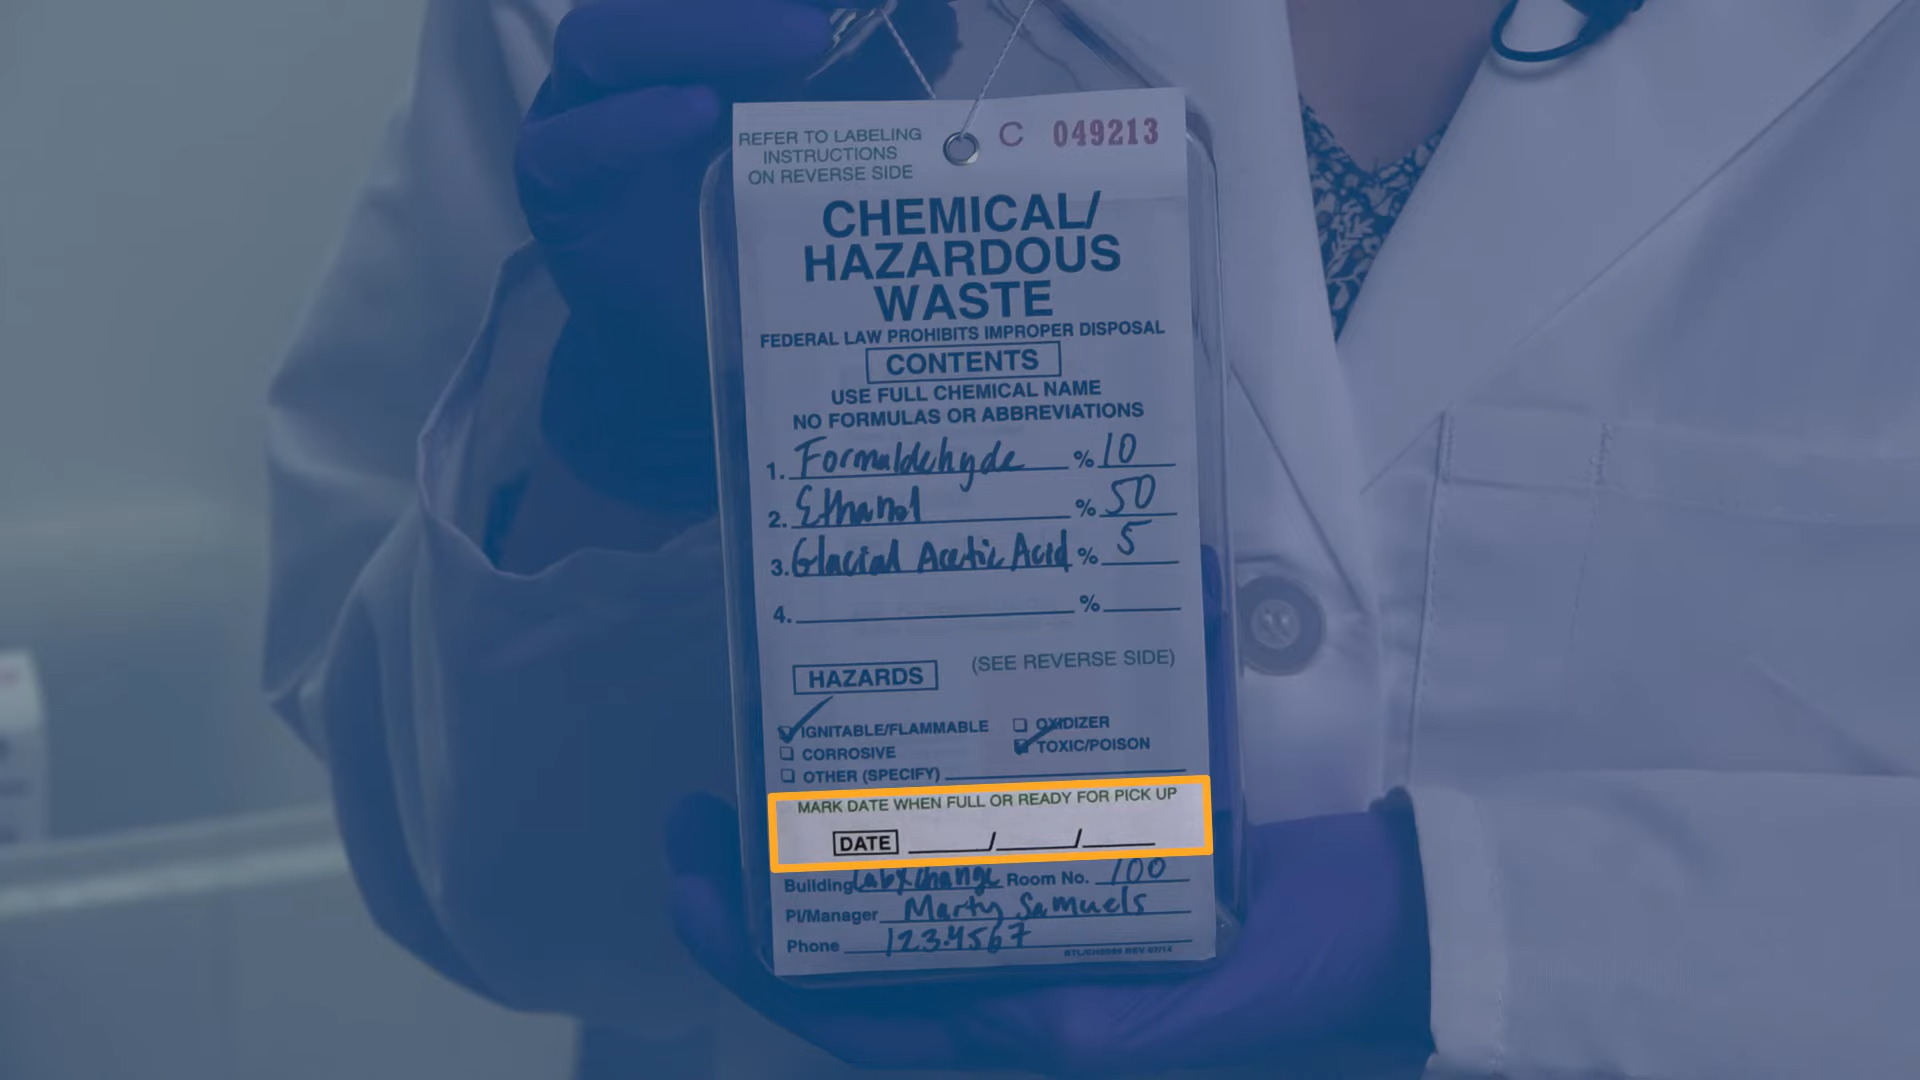 REFER TO LABELING
INSTRUCTIONS
ON REVERSE SIDE
C 049213
CHEMICAL/
HAZARDOUS
WASTE
FEDERAL LAW PROHIBITS IMPROPER DISPOSAL
CONTENTS
USE FULL CHEMICAL NAME
NO FORMULAS OR ABBREVIATIONS
1. Formaldehyde % 10
2. Ethanol % 50
3. Glacial Acetic Acid % 5
4. %
HAZARDS (SEE REVERSE SIDE)
IGNITABLE/FLAMMABLE OXIDIZER
CORROSIVE TOXIC/POISON
OTHER (SPECIFY)
MARK DATE WHEN FULL OR READY FOR PICK UP
DATE / /
Building LabXchange Room No. 100
PI/Manager Marty Samuels
Phone 123.4567